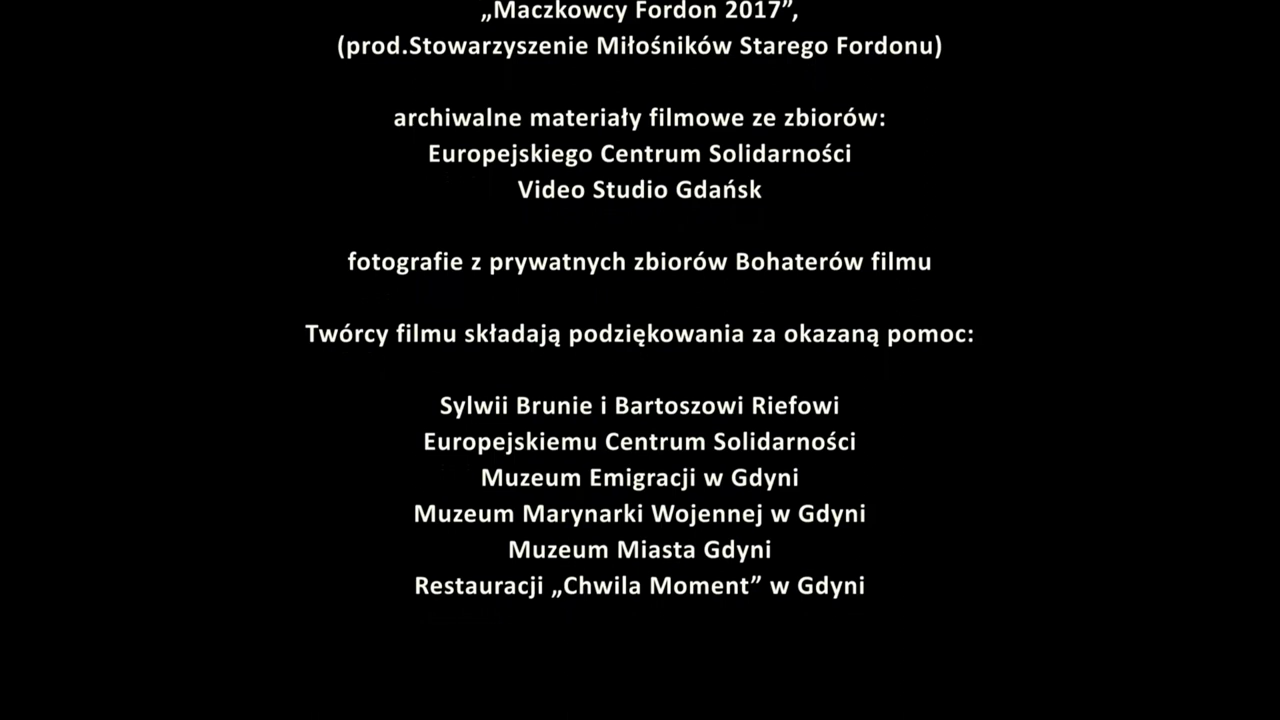 „Maczkowcy Fordon 2017”,
(prod.Stowarzyszenie Miłośników Starego Fordonu)
archiwalne materiały filmowe ze zbiorów:
Europejskiego Centrum Solidarności
Video Studio Gdańsk
fotografie z prywatnych zbiorów Bohaterów filmu
Twórcy filmu składają podziękowania za okazaną pomoc:
Sylwii Brunie i Bartoszowi Riefowi
Europejskiemu Centrum Solidarności
Muzeum Emigracji w Gdyni
Muzeum Marynarki Wojennej w Gdyni
Muzeum Miasta Gdyni
Restauracji „Chwila Moment” w Gdyni